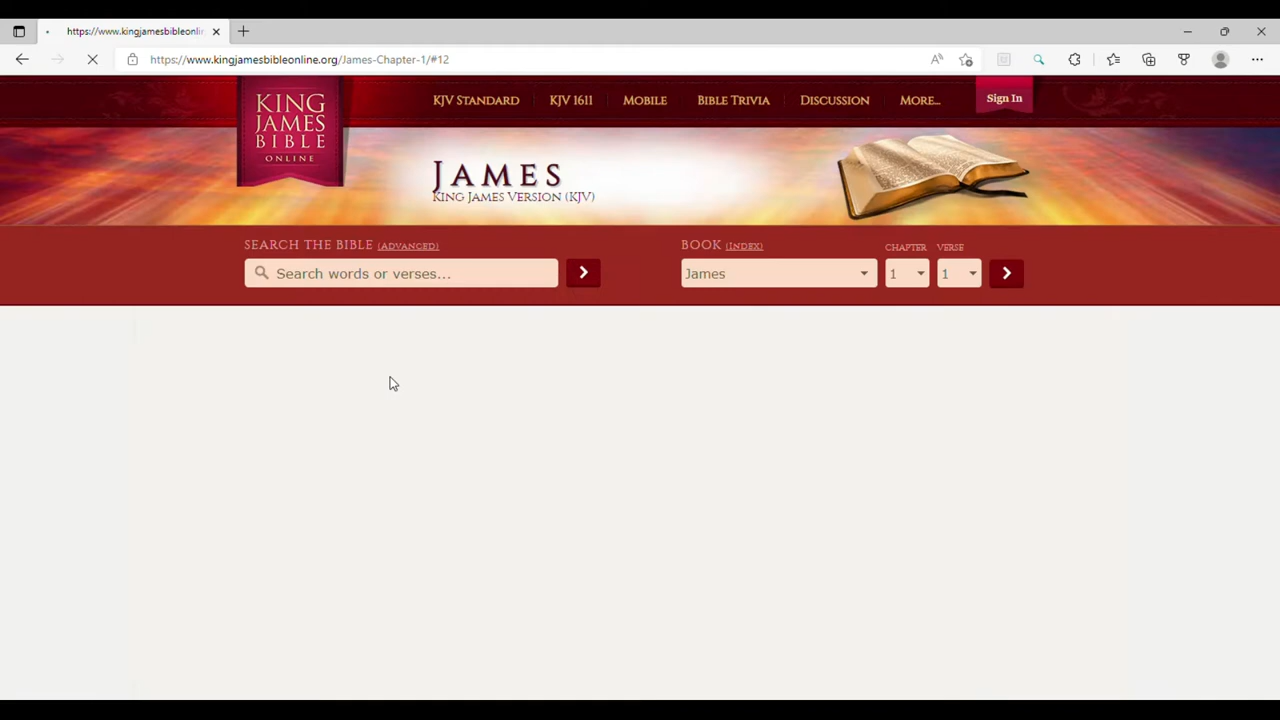 https://www.kingjamesbibleonlin
https://www.kingjamesbibleonline.org/James-Chapter-1/#12
KING
JAMES
BIBLE
ONLINE
KJV STANDARD
KJV 1611
MOBILE
BIBLE TRIVIA
DISCUSSION
MORE...
Sign In
JAMES
KING JAMES VERSION (KJV)
SEARCH THE BIBLE (ADVANCED)
BOOK (INDEX)
CHAPTER
VERSE
Search words or verses...
James
1
1